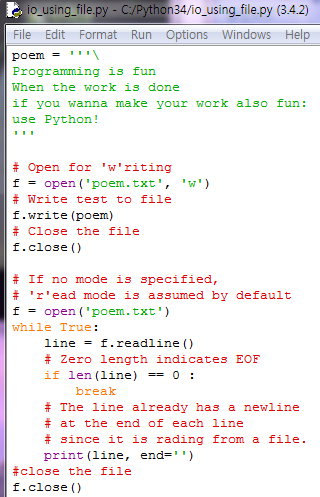 io_using_file.py - C:/Python34/io_using_file.py (3.4.2)
File Edit Format Run Options Windows Help
poem = '''\
Programming is fun
When the work is done
if you wanna make your work also fun:
use Python!
'''
# Open for 'w'riting
f = open('poem.txt', 'w')
# Write test to file
f.write(poem)
# Close the file
f.close()
# If no mode is specified,
# 'r'ead mode is assumed by default
f = open('poem.txt')
while True:
    line = f.readline()
    # Zero length indicates EOF
    if len(line) == 0 :
        break
    # The line already has a newline
    # at the end of each line
    # since it is rading from a file.
    print(line, end='')
#close the file
f.close()